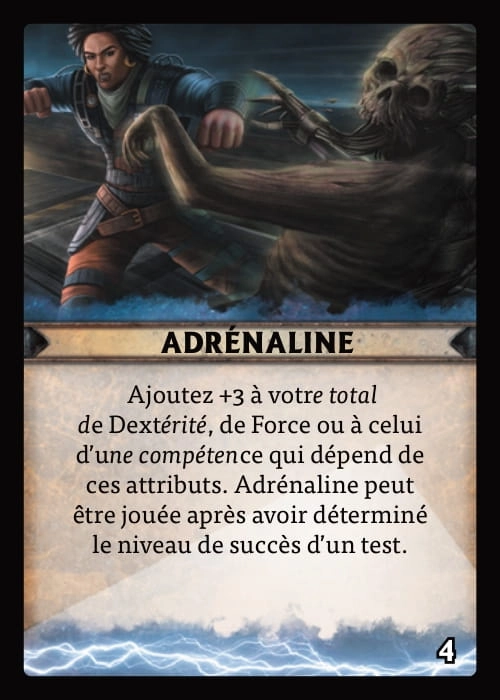 ADRÉNALINE
Ajoutez +3 à votre total
de Dextérité, de Force ou à celui
d'une compétence qui dépend de
ces attributs. Adrénaline peut
être jouée après avoir déterminé
le niveau de succès d'un test.
4